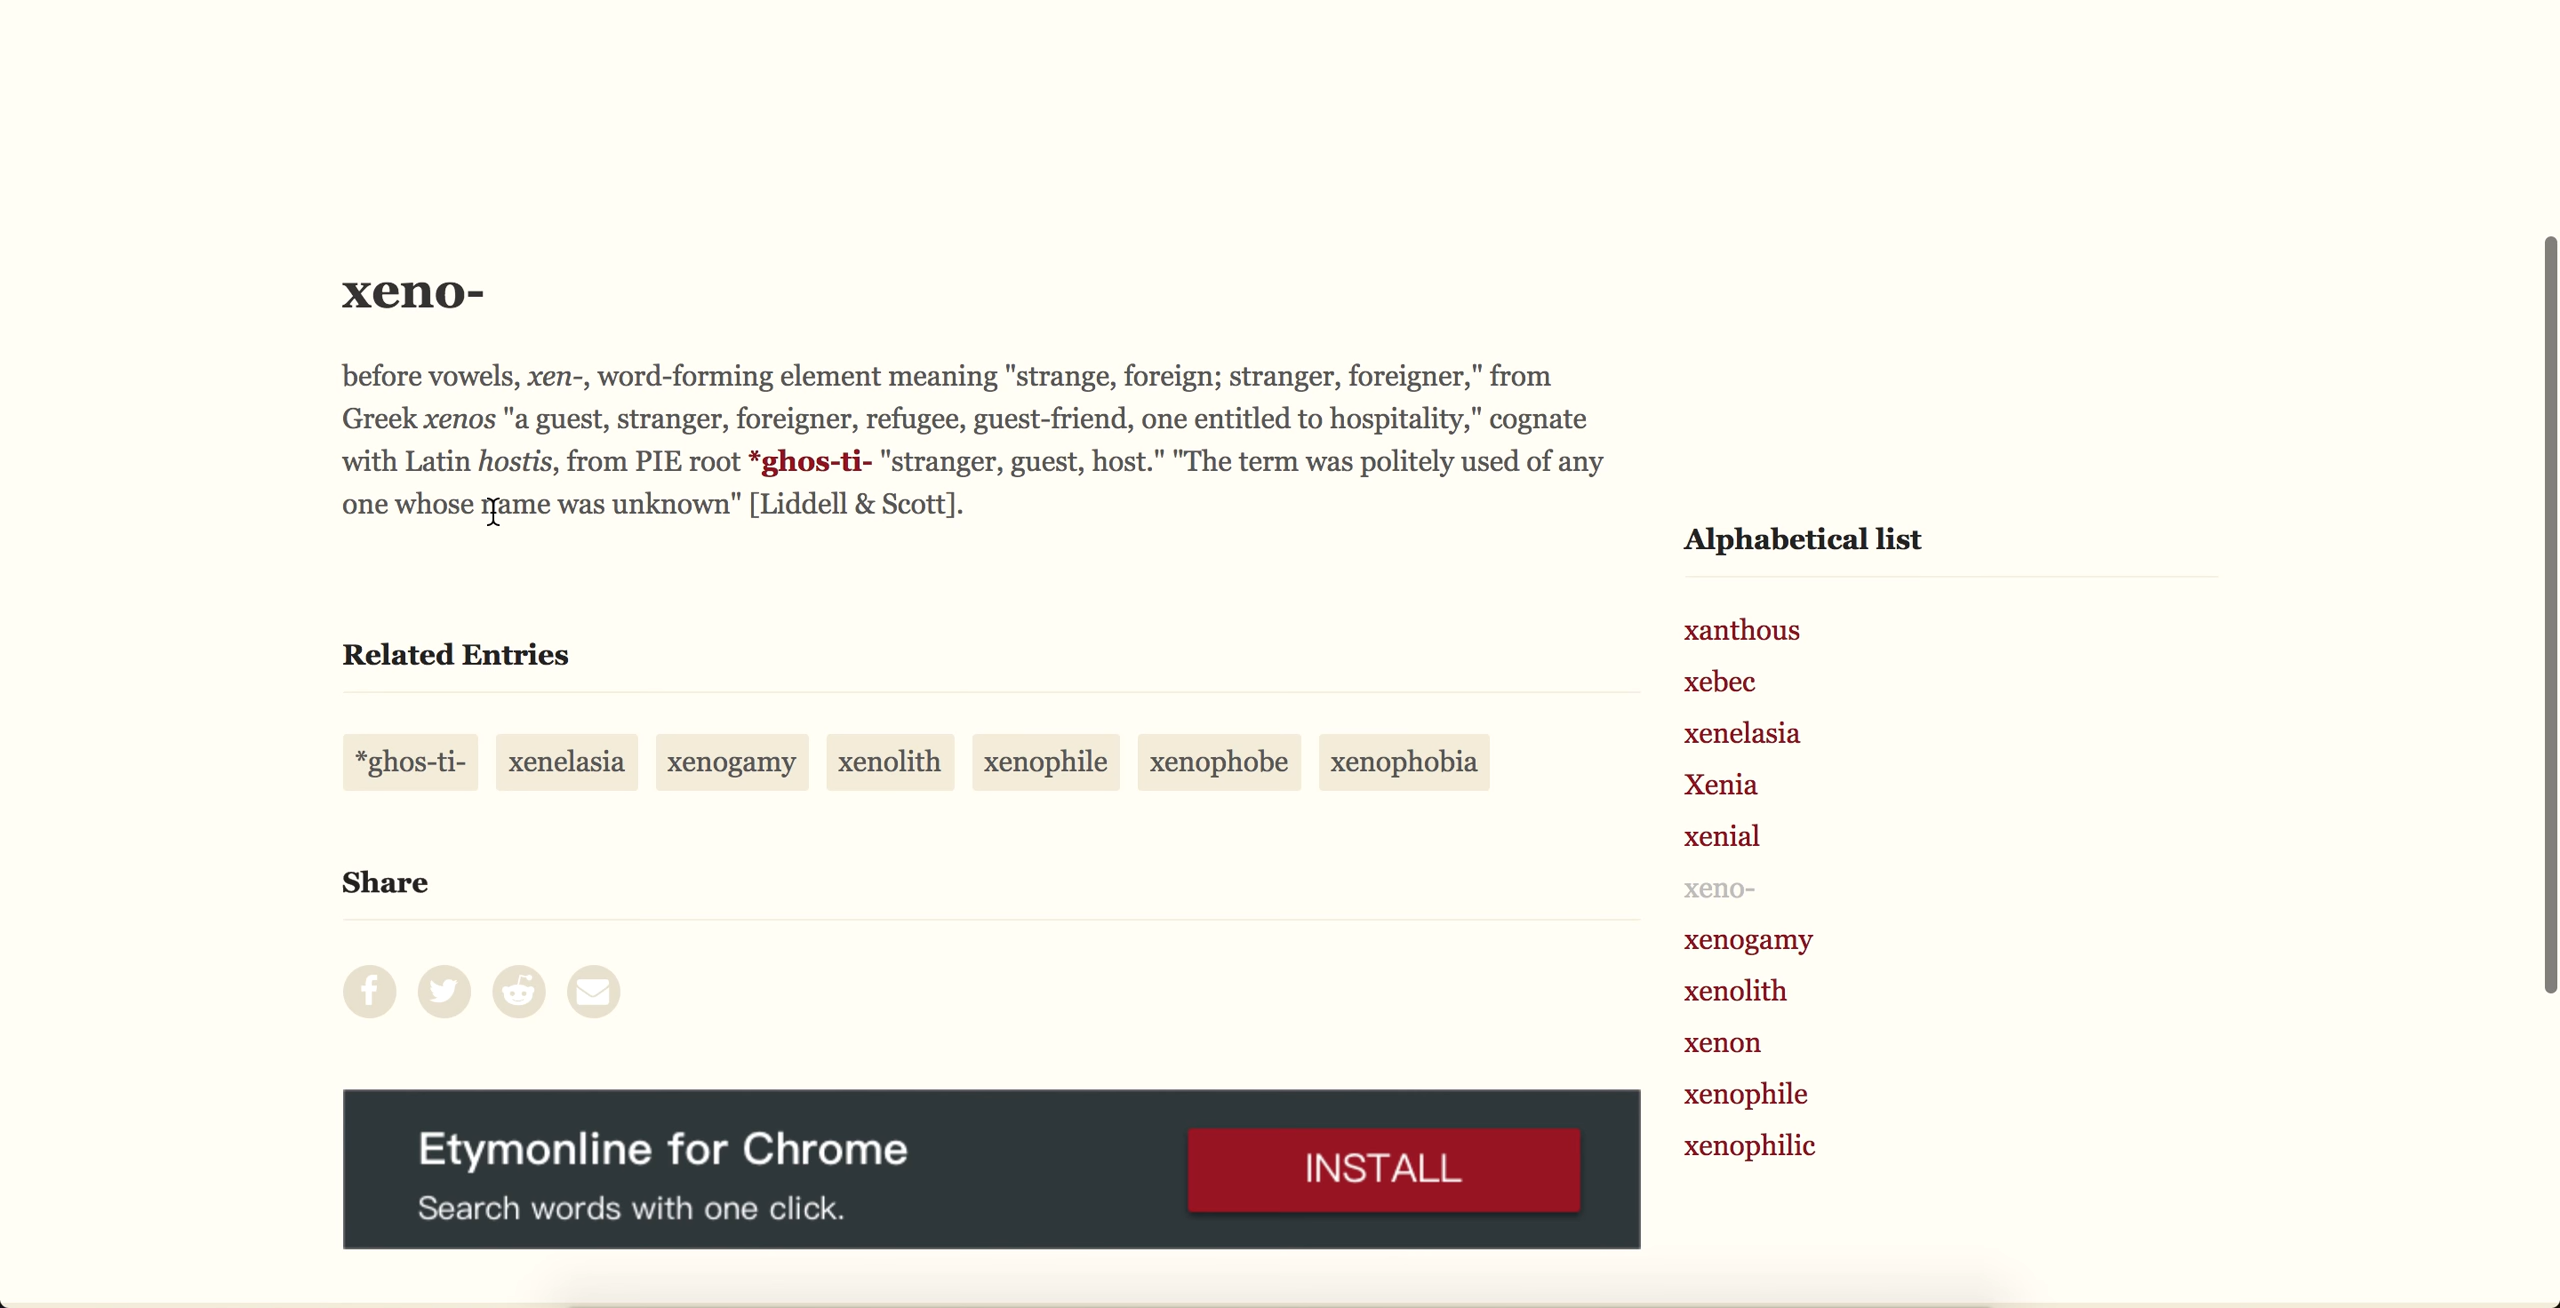 xeno-
before vowels, xen-, word-forming element meaning "strange, foreign; stranger, foreigner," from
Greek xenos "a guest, stranger, foreigner, refugee, guest-friend, one entitled to hospitality," cognate
with Latin hostis, from PIE root *ghos-ti- "stranger, guest, host." "The term was politely used of any
one whose name was unknown" [Liddell & Scott].
Related Entries
*ghos-ti- xenelasia xenogamy xenolith xenophile xenophobe xenophobia
Share
Etymonline for Chrome
Search words with one click.
INSTALL
Alphabetical list
xanthous
xebec
xenelasia
Xenia
xenial
xeno-
xenogamy
xenolith
xenon
xenophile
xenophilic